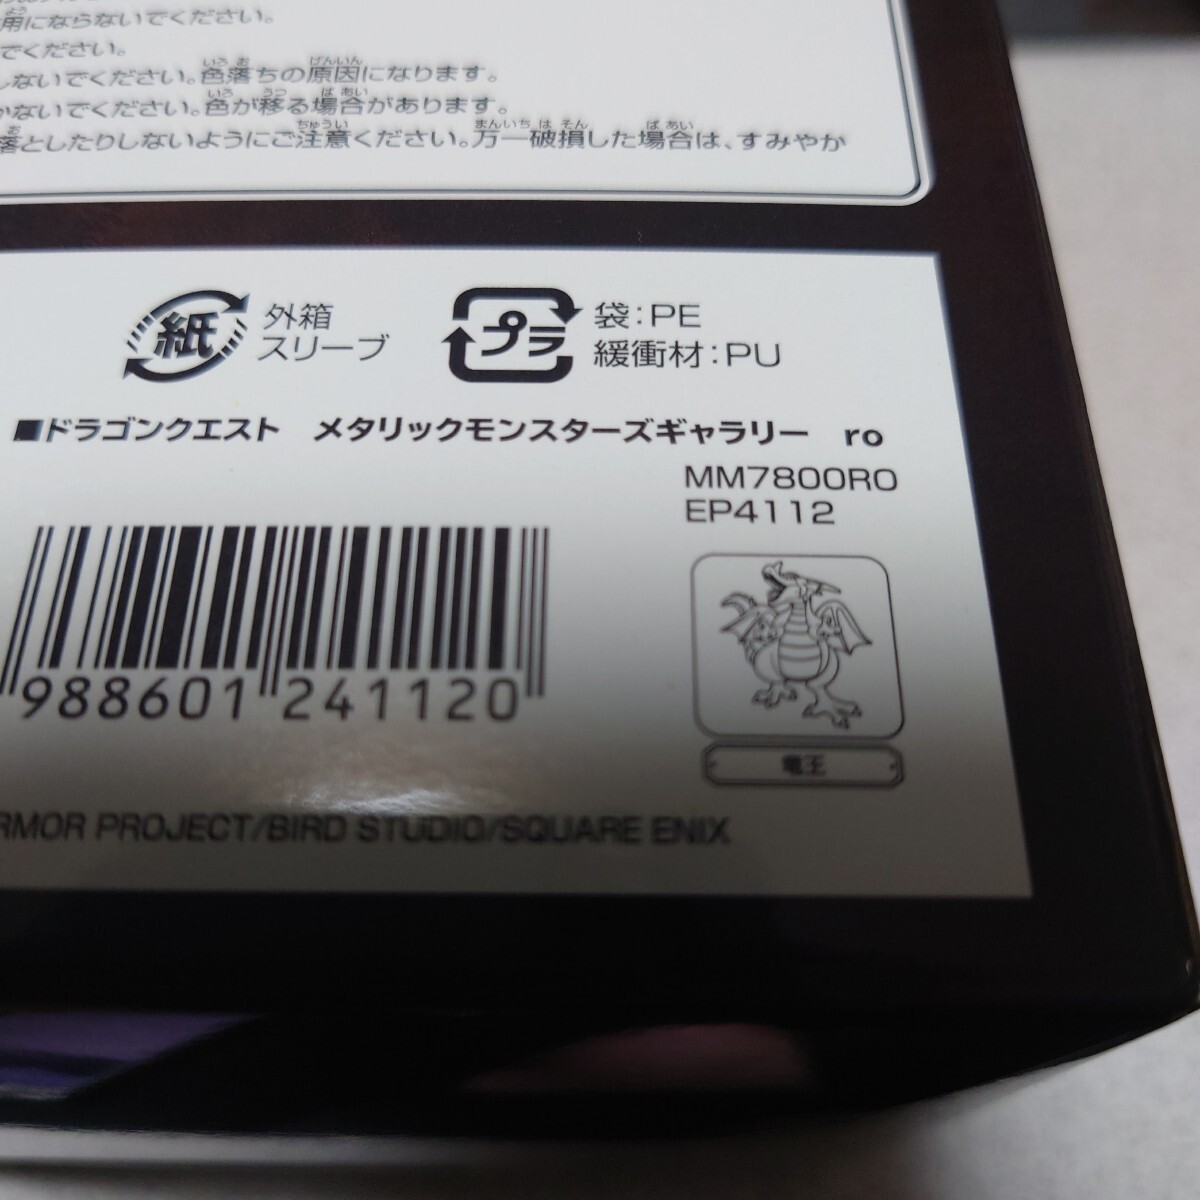 用にならないでください。
でください。
しないでください。色落ちの原因になります。
かないでください。色が移る場合があります。
落としたりしないようにご注意ください。万一破損した場合は、すみやか
紙 外箱
スリーブ
プラ 袋:PE
緩衝材:PU
■ドラゴンクエスト メタリックモンスターズギャラリー ro
MM7800RO
EP4112
988601 241120
竜王
RMOR PROJECT/BIRD STUDIO/SQUARE ENIX